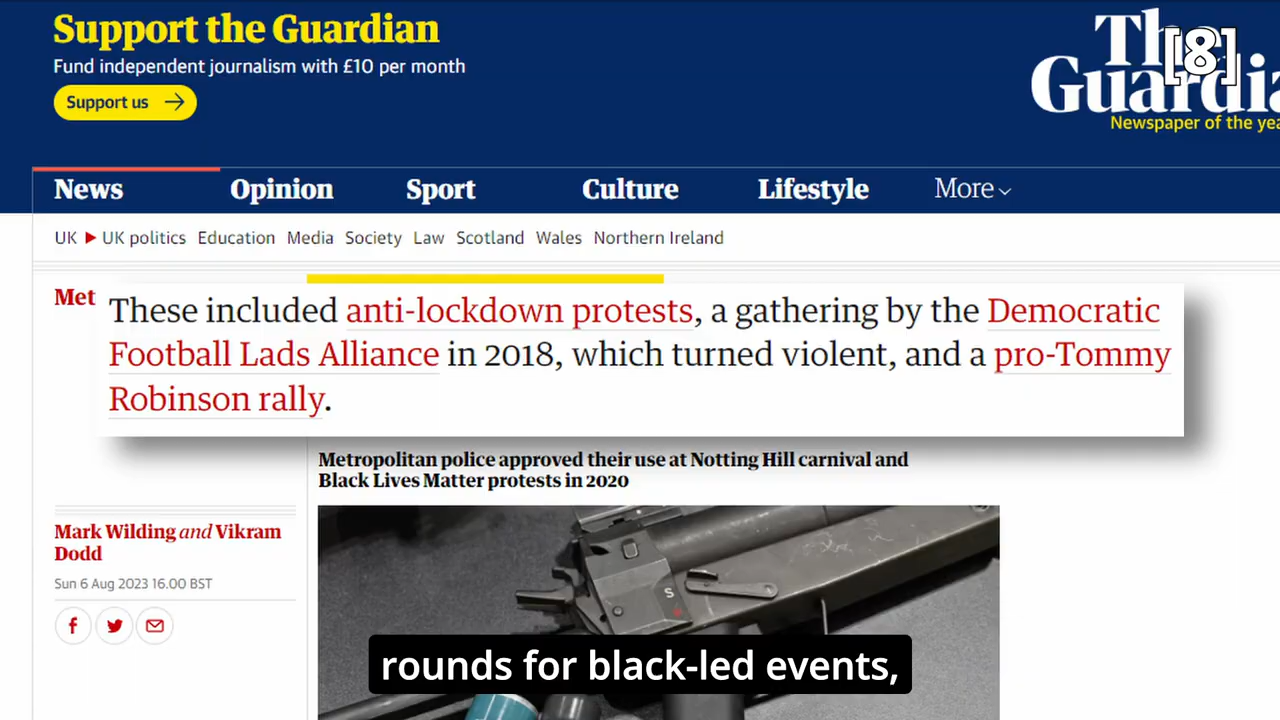 Support the Guardian
Fund independent journalism with £10 per month
Support us
The
Guardia
[8]
Newspaper of the yea
News Opinion Sport Culture Lifestyle More
UK UK politics Education Media Society Law Scotland Wales Northern Ireland
Met
These included anti-lockdown protests, a gathering by the Democratic
Football Lads Alliance in 2018, which turned violent, and a pro-Tommy
Robinson rally.
Metropolitan police approved their use at Notting Hill carnival and
Black Lives Matter protests in 2020
Mark Wilding and Vikram
Dodd
Sun 6 Aug 2023 16.00 BST
S
rounds for black-led events,